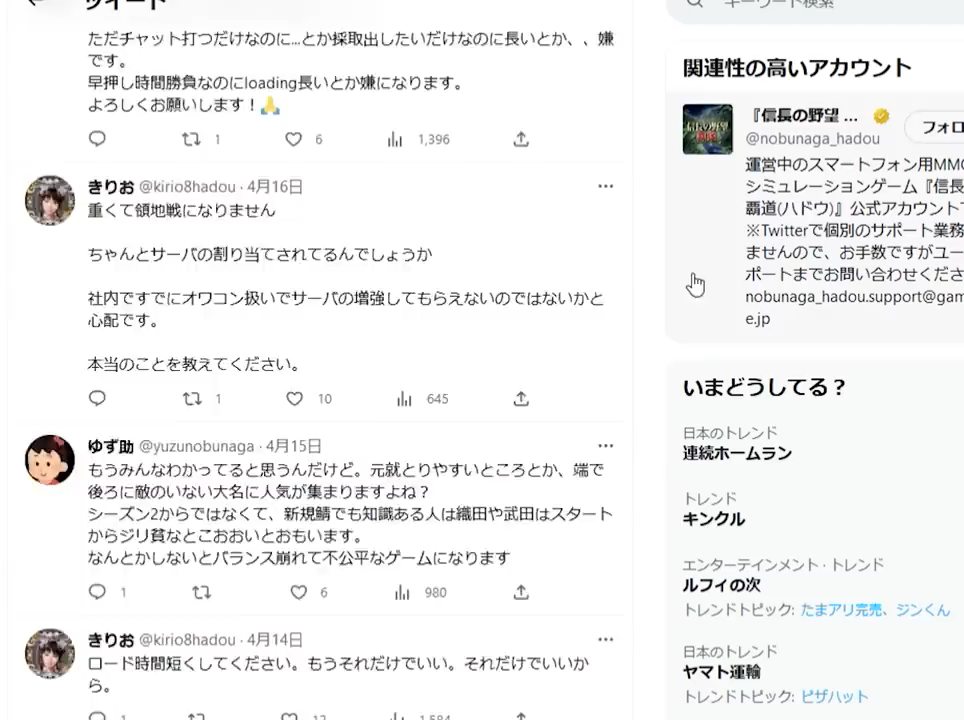 ツイート
キーワード検索
ただチャット打つだけなのに...とか採取出したいだけなのに長いとか、、嫌
です。
早押し時間勝負なのにloading長いとか嫌になります。
よろしくお願いします！🙏
1 6 1,396
きりお @kirio8hadou · 4月16日
重くて領地戦になりません
ちゃんとサーバの割り当てされてるんでしょうか
社内ですでにオワコン扱いでサーバの増強してもらえないのではないかと
心配です。
本当のことを教えてください。
1 10 645
ゆず助 @yuzunobunaga · 4月15日
もうみんなわかってると思うんだけど。元就とりやすいところとか、端で
後ろに敵のいない大名に人気が集まりますよね？
シーズン2からではなくて、新規鯖でも知識ある人は織田や武田はスタート
からジリ貧なとこおおいとおもいます。
なんとかしないとバランス崩れて不公平なゲームになります
1 6 980
きりお @kirio8hadou · 4月14日
ロード時間短くしてください。もうそれだけでいい。それだけでいいか
ら。
1 12 1,584
関連性の高いアカウント
『信長の野望 ...
フォロ
@nobunaga_hadou
運営中のスマートフォン用MMO
シミュレーションゲーム『信長
覇道(ハドウ)』公式アカウントで
※Twitterで個別のサポート業務
ませんので、お手数ですがユー
ポートまでお問い合わせくださ
nobunaga_hadou.support@gam
e.jp
いまどうしてる？
日本のトレンド
連続ホームラン
トレンド
キンクル
エンターテインメント · トレンド
ルフィの次
トレンドトピック: たまアリ完売、ジンくん
日本のトレンド
ヤマト運輸
トレンドトピック: ピザハット